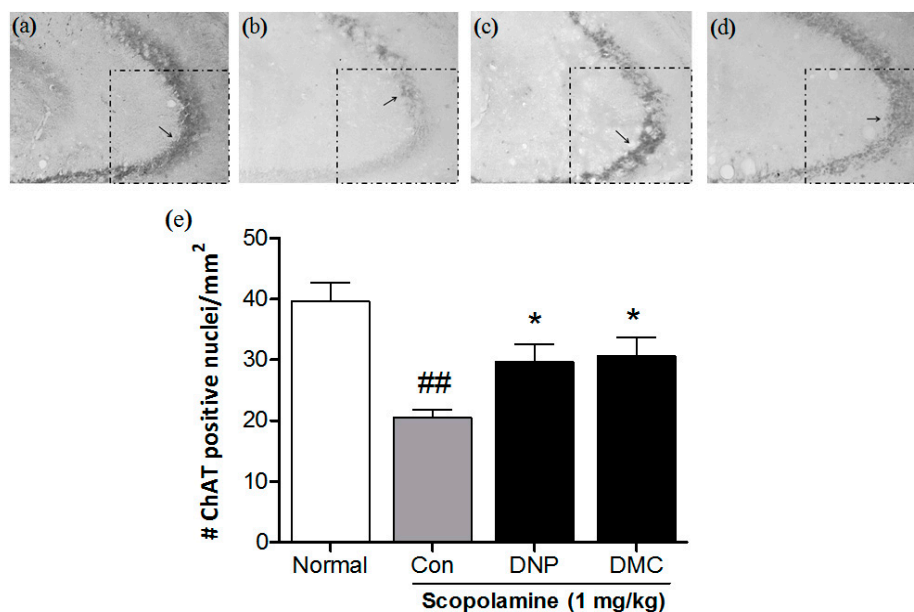 (a) (b) (c) (d)
(e)
# ChAT positive nuclei/mm²
50
40
30
20
10
0
##
* *
Normal Con DNP DMC
Scopolamine (1 mg/kg)